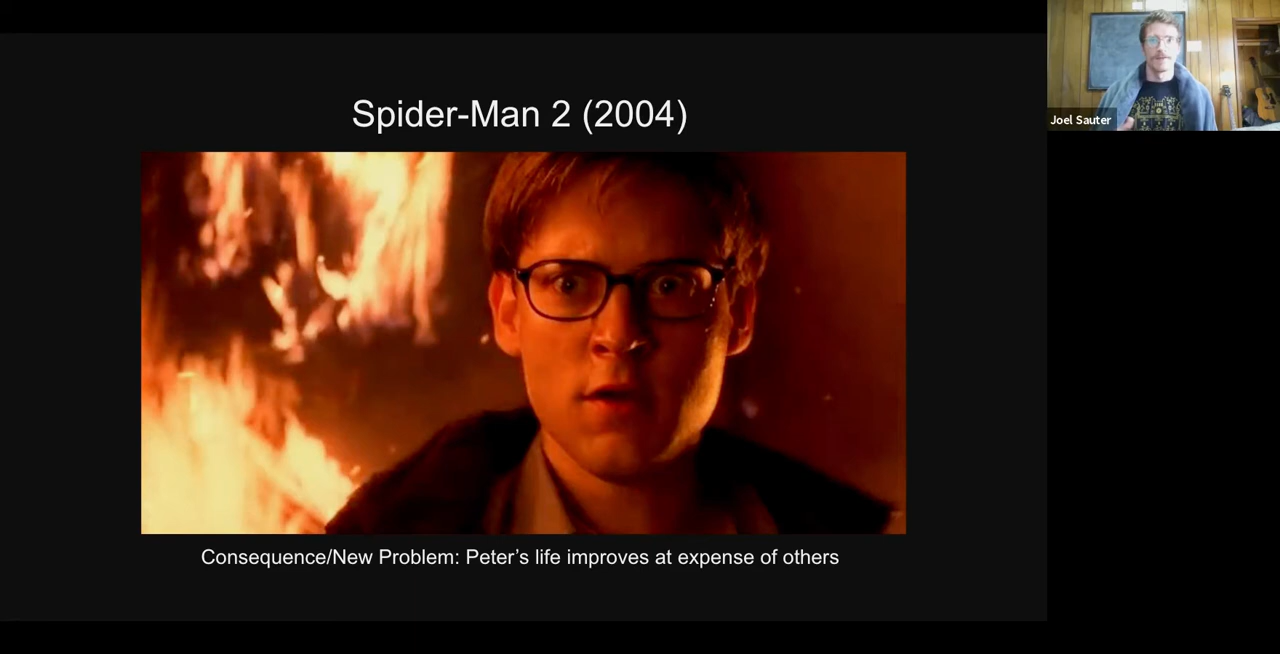 Spider-Man 2 (2004)
Joel Sauter
Consequence/New Problem: Peter’s life improves at expense of others